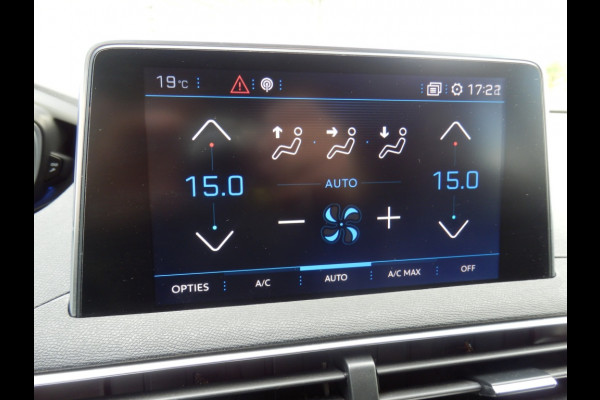 19°C 17:22
15.0 AUTO 15.0
OPTIES A/C AUTO A/C MAX OFF